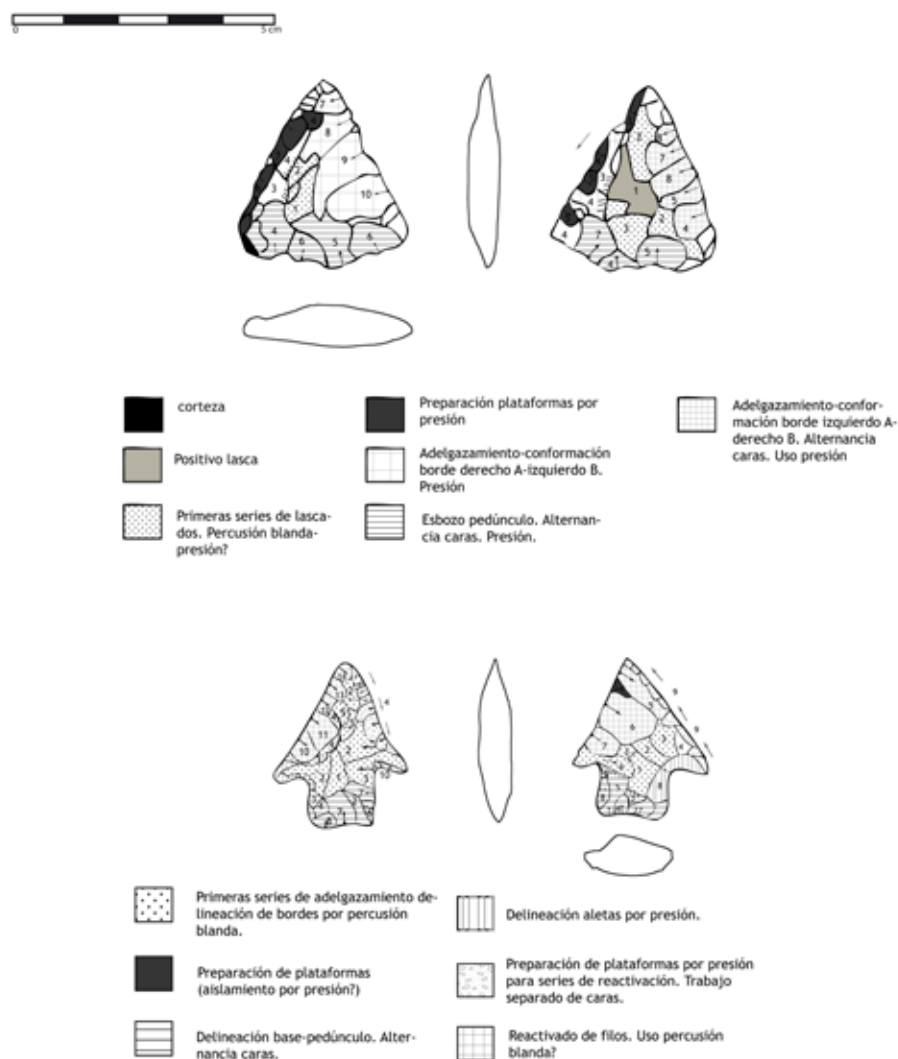 0 5 cm
corteza
Positivo lasca
Primeras series de lasca-
dos. Percusión blanda-
presión?
Preparación plataformas por
presión
Adelgazamiento-conformación
borde derecho A-izquierdo B.
Presión
Esbozo pedúnculo. Alternan-
cia caras. Presión.
Adelgazamiento-confor-
mación borde izquierdo A-
derecho B. Alternancia
caras. Uso presión
Primeras series de adelgazamiento de-
lineación de bordes por percusión
blanda.
Preparación de plataformas
(aislamiento por presión?)
Delineación base-pedúnculo. Alter-
nancia caras.
Delineación aletas por presión.
Preparación de plataformas por presión
para series de reactivación. Trabajo
separado de caras.
Reactivado de filos. Uso percusión
blanda?